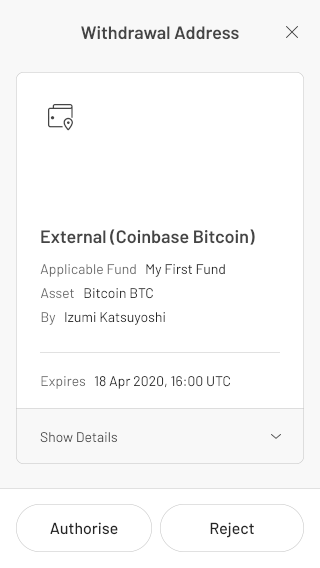 Withdrawal Address
External (Coinbase Bitcoin)
Applicable Fund My First Fund
Asset Bitcoin BTC
By Izumi Katsuyoshi
Expires 18 Apr 2020, 16:00 UTC
Show Details
Authorise Reject